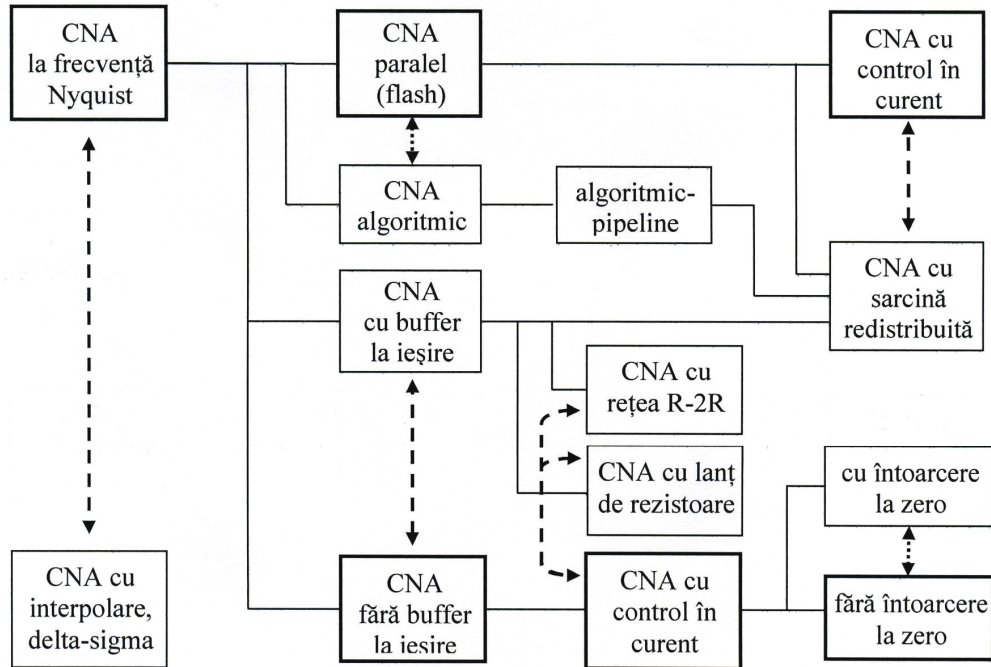 CNA
la frecvență
Nyquist
CNA
paralel
(flash)
CNA cu
control în
curent
CNA
algoritmic
algoritmic-
pipeline
CNA cu
sarcină
redistribuită
CNA
cu buffer
la ieşire
CNA cu
rețea R-2R
CNA cu lanț
de rezistoare
cu întoarcere
la zero
CNA cu
interpolare,
delta-sigma
CNA
fără buffer
la iesire
CNA cu
control în
curent
fără întoarcere
la zero